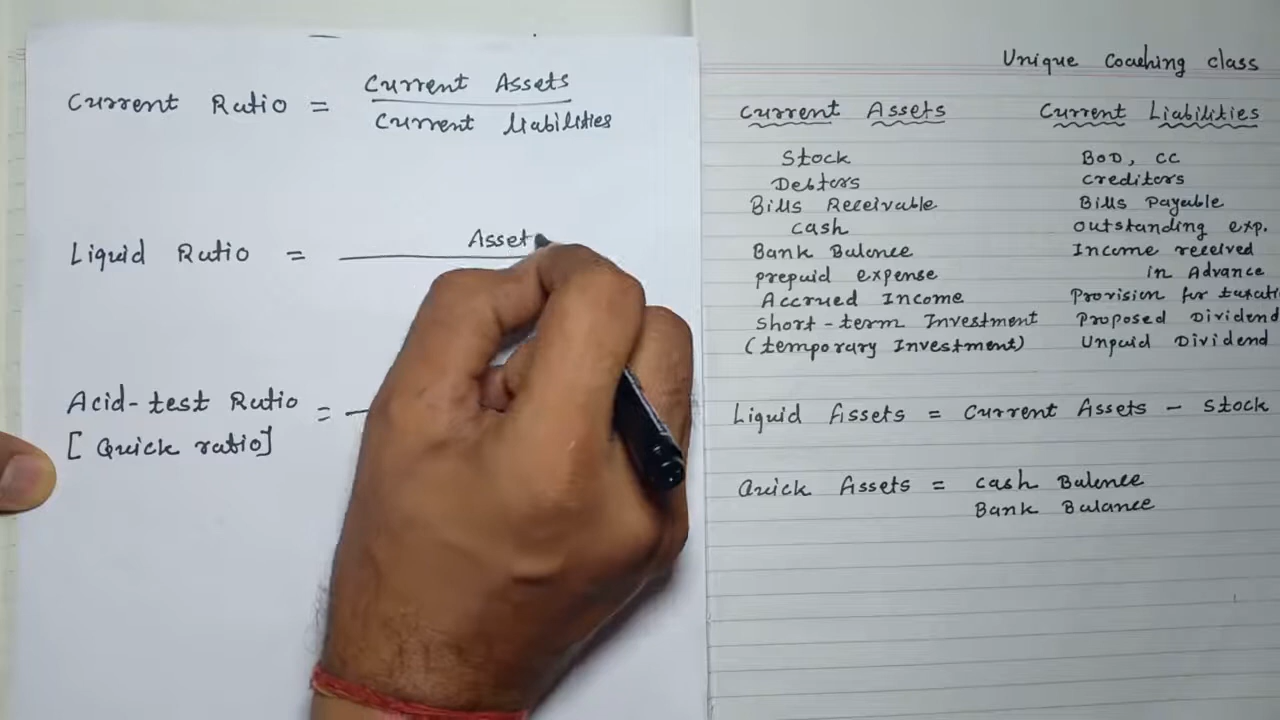 Current Ratio = Current Assets
Current liabilities
Liquid Ratio = Asset
Acid-test Ratio =
[ Quick ratio]
Unique coaching class
Current Assets
Stock
Debtors
Bills Receivable
cash
Bank Balance
prepaid expense
Accrued Income
short-term Investment
(temporary Investment)
Current Liabilities
BOD, CC
creditors
Bills Payable
outstanding exp.
Income received
in Advance
Provision for taxati
Proposed Dividend
Unpaid Dividend
Liquid Assets = Current Assets - Stock
Quick Assets = cash Balance
Bank Balance